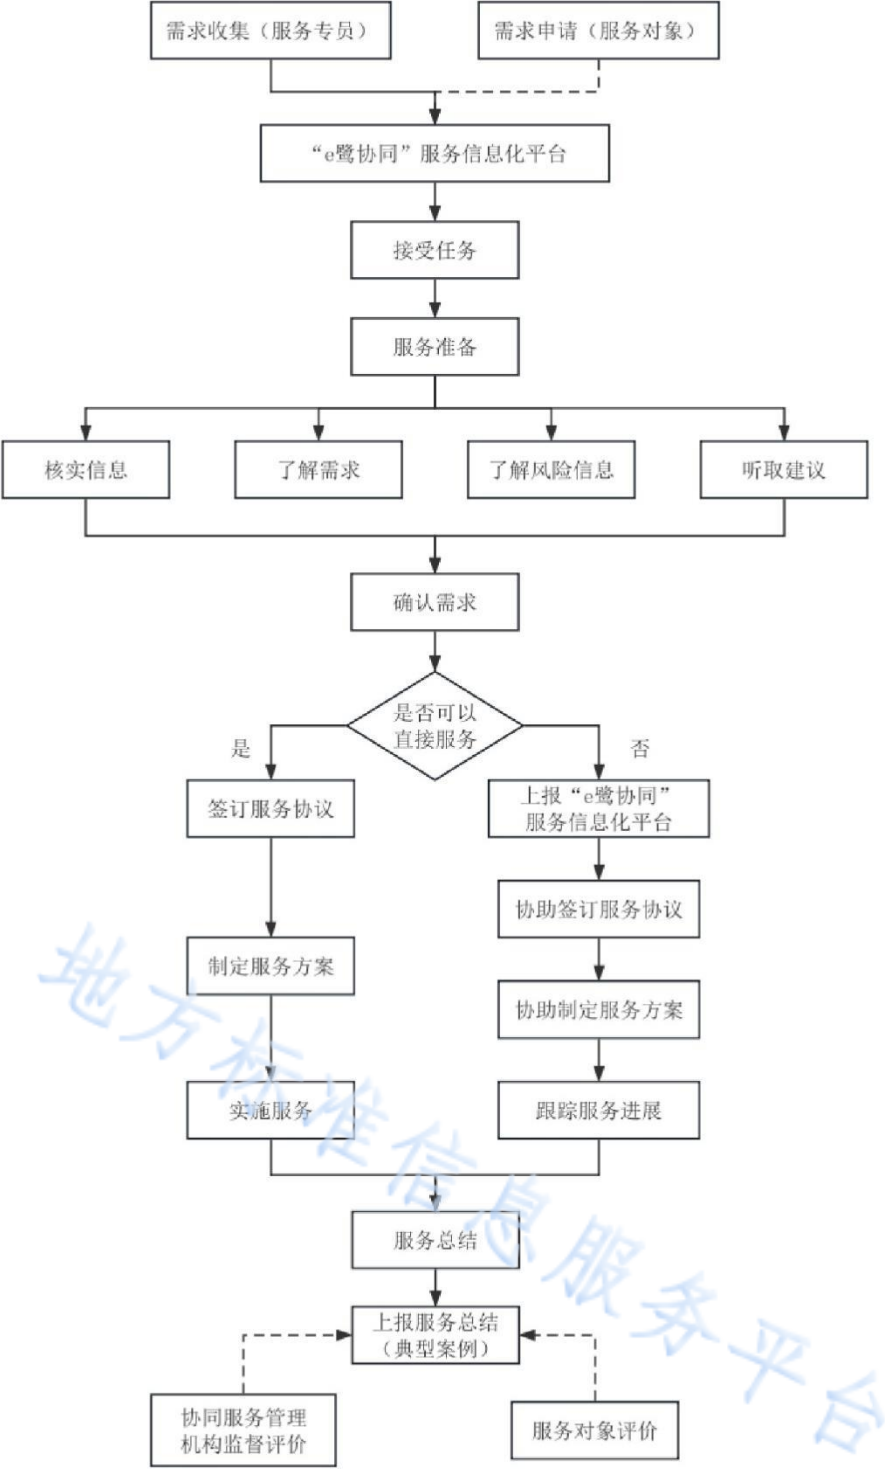 需求收集（服务专员）
需求申请（服务对象）
“e鹭协同”服务信息化平台
接受任务
服务准备
核实信息
了解需求
了解风险信息
听取建议
确认需求
是否可以
直接服务
是
否
签订服务协议
上报“e鹭协同”
服务信息化平台
协助签订服务协议
制定服务方案
协助制定服务方案
实施服务
跟踪服务进展
服务总结
上报服务总结
（典型案例）
协同服务管理
机构监督评价
服务对象评价
地方标准信息服务平台